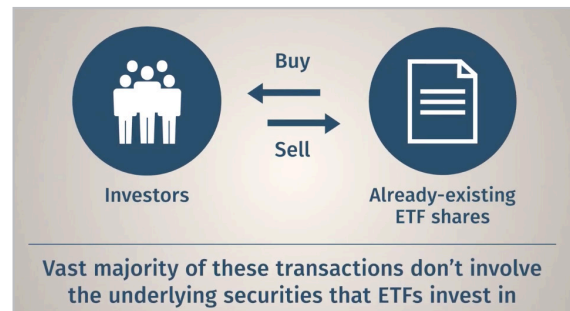 Buy
Sell
Investors
Already-existing
ETF shares
Vast majority of these transactions don’t involve
the underlying securities that ETFs invest in